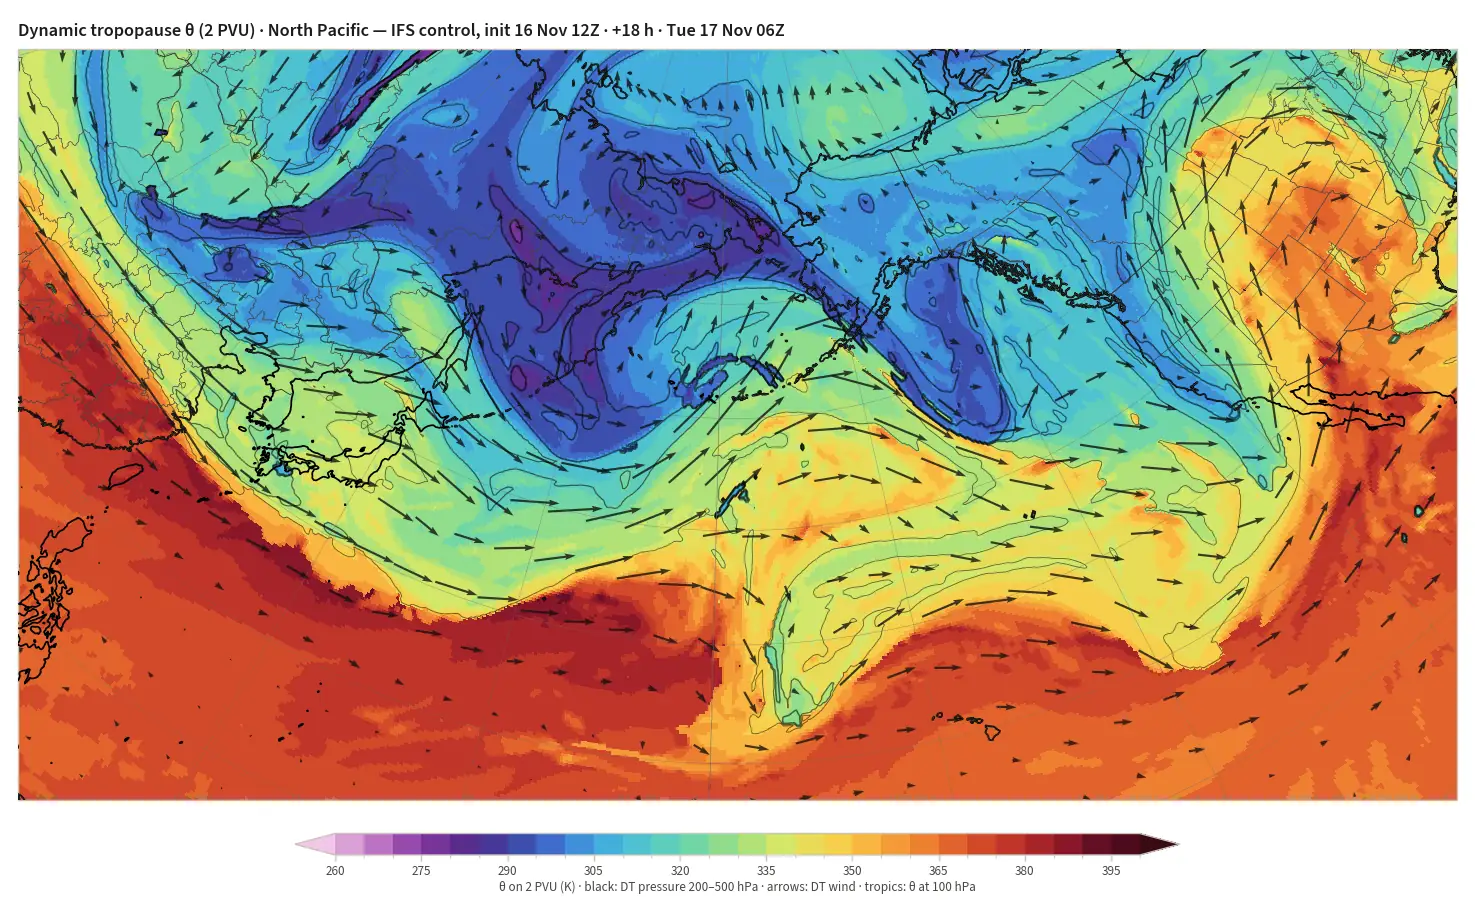 Dynamic tropopause θ (2 PVU) · North Pacific — IFS control, init 16 Nov 12Z · +18 h · Tue 17 Nov 06Z
260 275 290 305 320 335 350 365 380 395
θ on 2 PVU (K) · black: DT pressure 200–500 hPa · arrows: DT wind · tropics: θ at 100 hPa